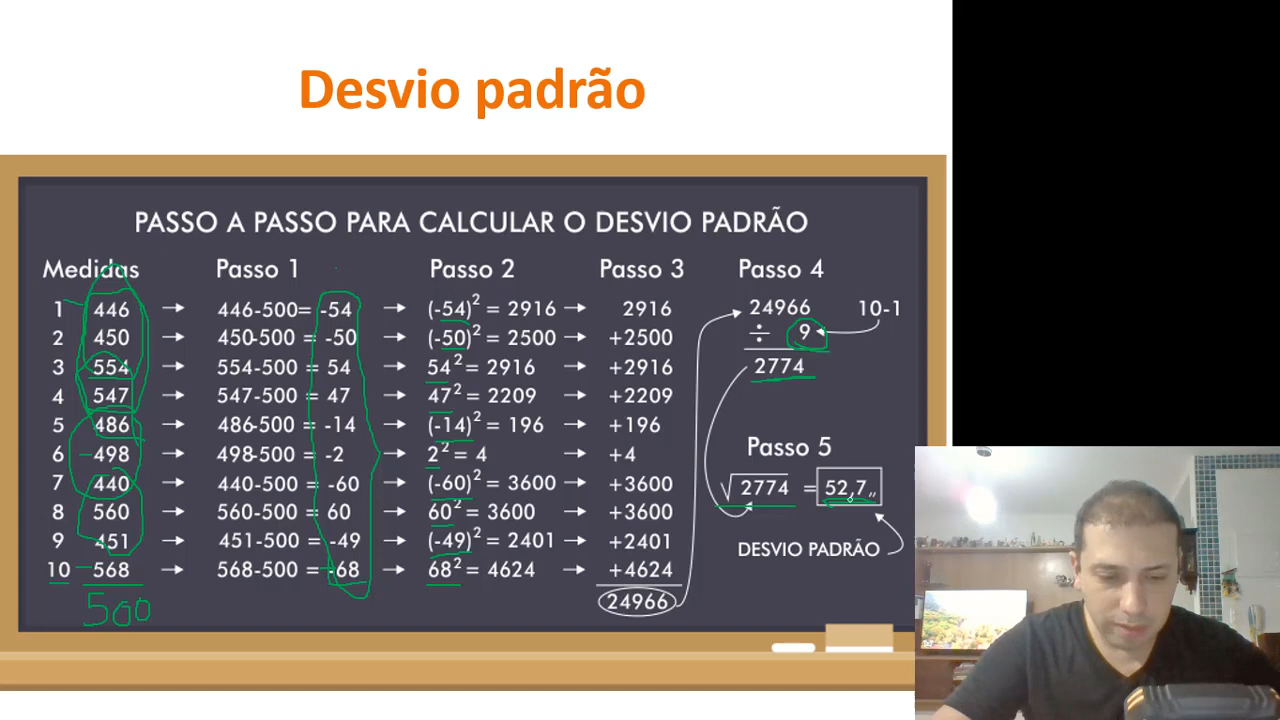 Desvio padrão
PASSO A PASSO PARA CALCULAR O DESVIO PADRÃO
Medidas Passo 1 Passo 2 Passo 3 Passo 4
1 446 → 446-500= -54 → (-54)² = 2916 → 2916 24966 10-1
2 450 → 450-500 = -50 → (-50)² = 2500 → +2500 ÷ 9
3 554 → 554-500 = 54 → 54² = 2916 → +2916 2774
4 547 → 547-500 = 47 → 47² = 2209 → +2209
5 486 → 486-500 = -14 → (-14)² = 196 → +196 Passo 5
6 498 → 498-500 = -2 → 2² = 4 → +4
7 440 → 440-500 = -60 → (-60)² = 3600 → +3600 √2774 = 52,7,,
8 560 → 560-500 = 60 → 60² = 3600 → +3600
9 451 → 451-500 = -49 → (-49)² = 2401 → +2401 DESVIO PADRÃO
10 568 → 568-500 = -68 → 68² = 4624 → +4624
500 24966